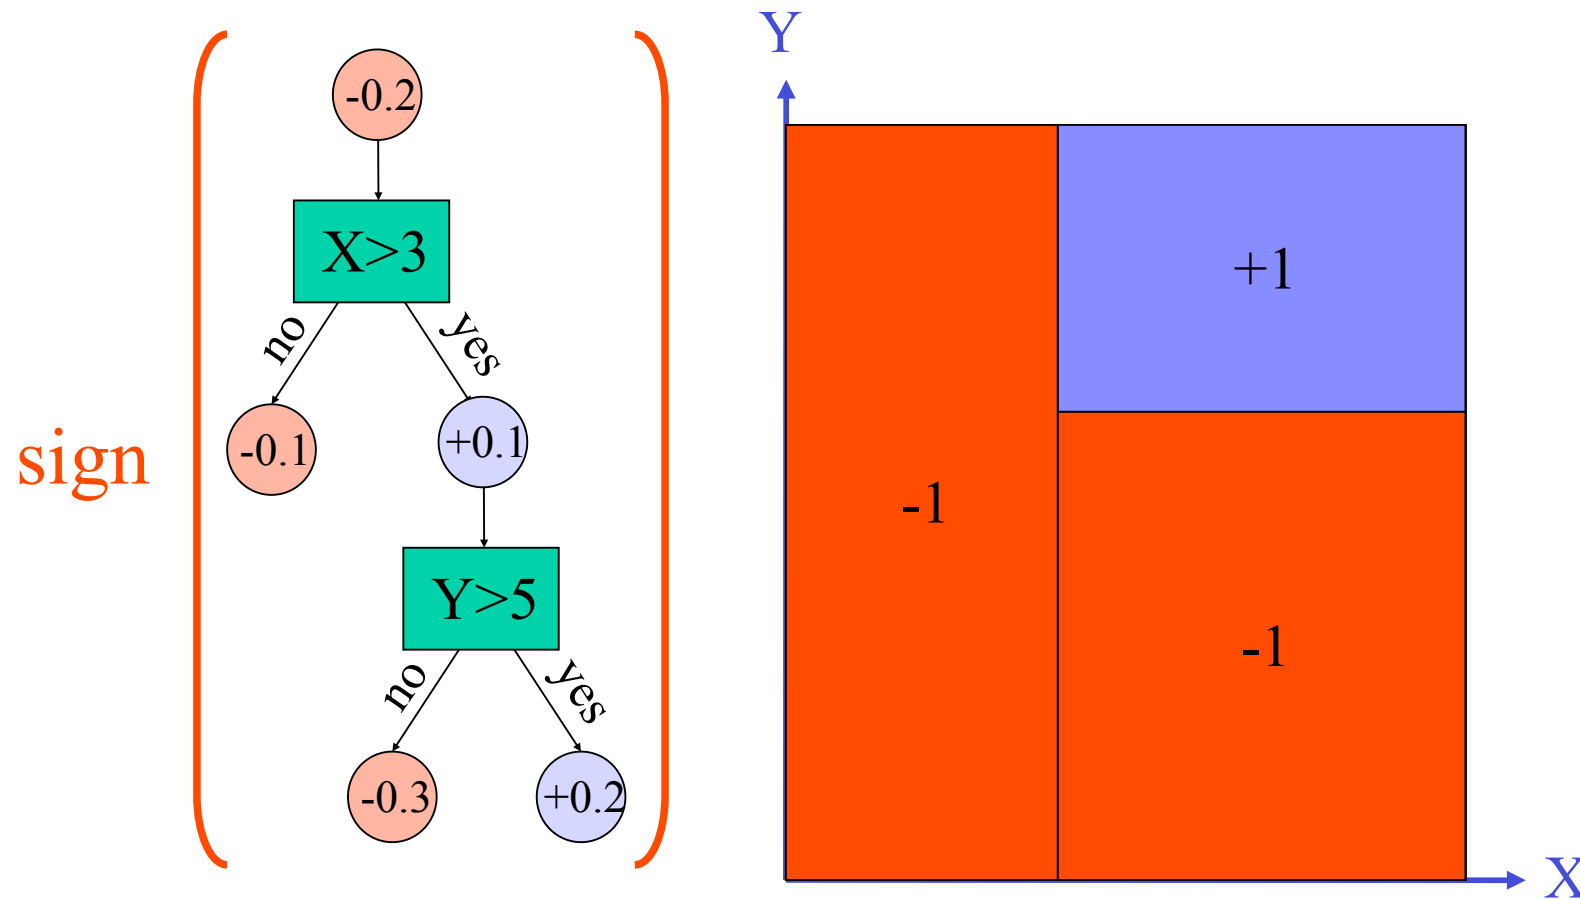 sign
-0.2
X>3
no
yes
-0.1
+0.1
Y>5
no
yes
-0.3
+0.2
Y
+1
-1
-1
X